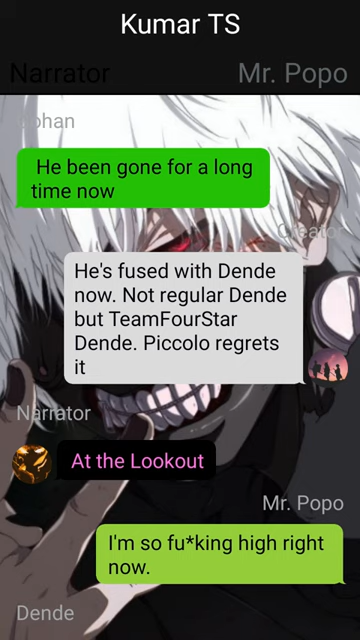 Kumar TS
Narrator
Mr. Popo
Gohan
He been gone for a long
time now
Creator
He's fused with Dende
now. Not regular Dende
but TeamFourStar
Dende. Piccolo regrets
it
Narrator
At the Lookout
Mr. Popo
I'm so fu*king high right
now.
Dende